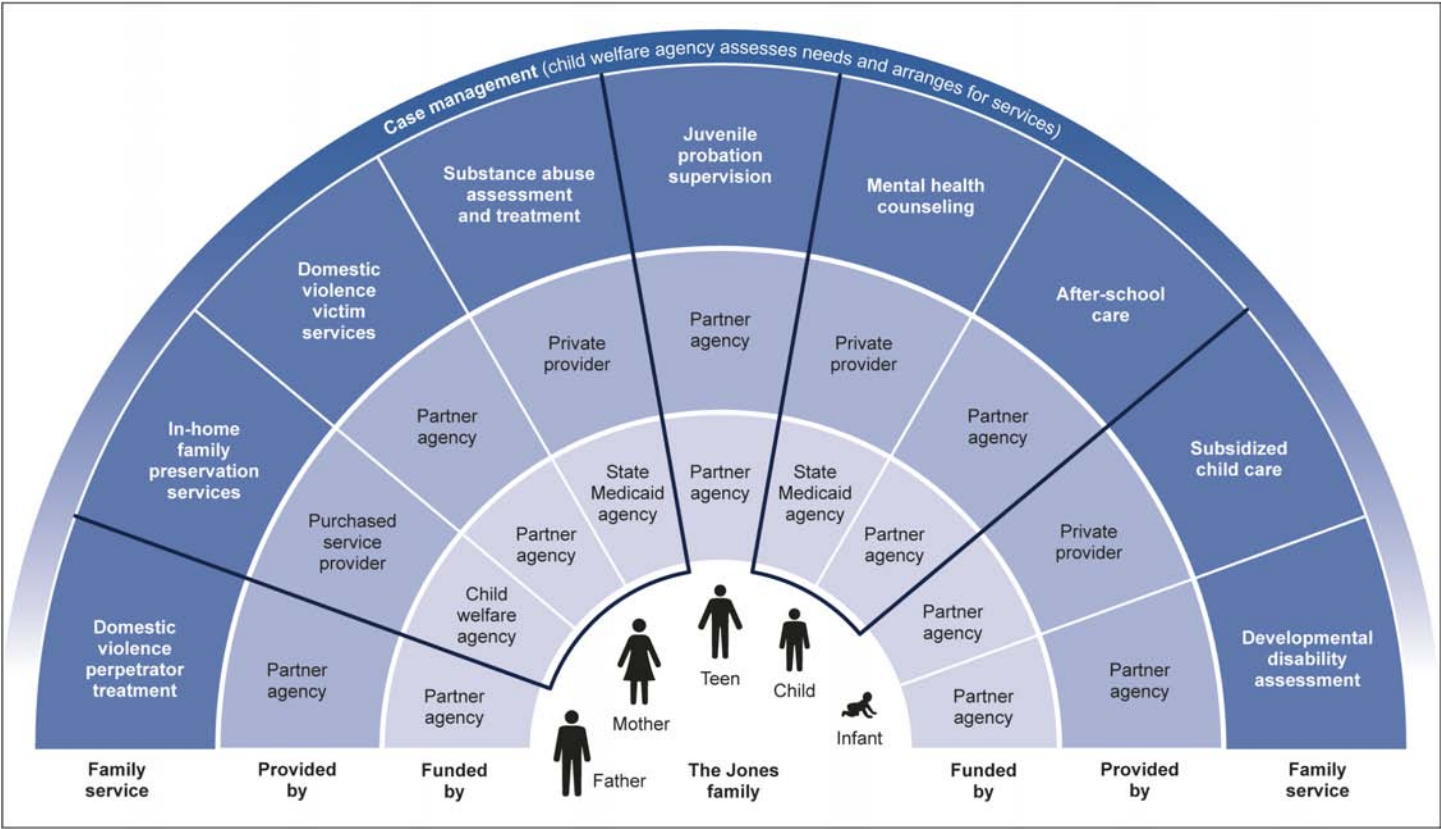 Case management (child welfare agency assesses needs and arranges for services)
Domestic
violence
perpetrator
treatment
Partner
agency
Partner
agency
In-home
family
preservation
services
Purchased
service
provider
Child
welfare
agency
Domestic
violence
victim
services
Partner
agency
Partner
agency
Substance abuse
assessment
and treatment
Private
provider
State
Medicaid
agency
Juvenile
probation
supervision
Partner
agency
Partner
agency
Mental health
counseling
Private
provider
State
Medicaid
agency
After-school
care
Partner
agency
Partner
agency
Subsidized
child care
Private
provider
Partner
agency
Developmental
disability
assessment
Partner
agency
Partner
agency
Father
Mother
Teen
Child
Infant
Family
service
Provided
by
Funded
by
The Jones
family
Funded
by
Provided
by
Family
service